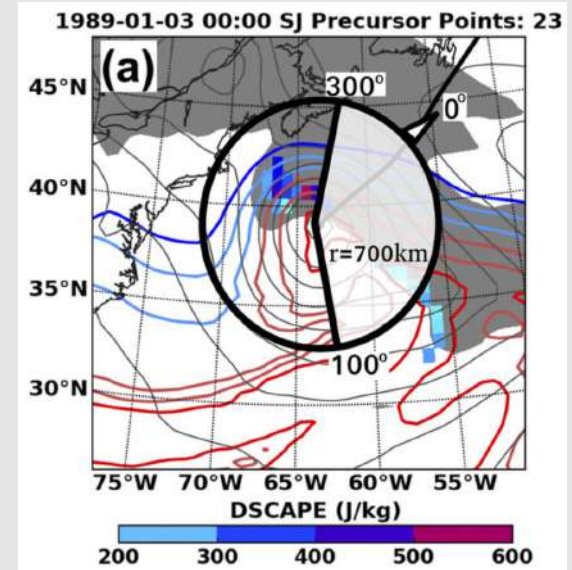 1989-01-03 00:00 SJ Precursor Points: 23
(a)
45°N
40°N
35°N
30°N
300°
0°
r=700km
100°
75°W 70°W 65°W 60°W 55°W
DSCAPE (J/kg)
200 300 400 500 600